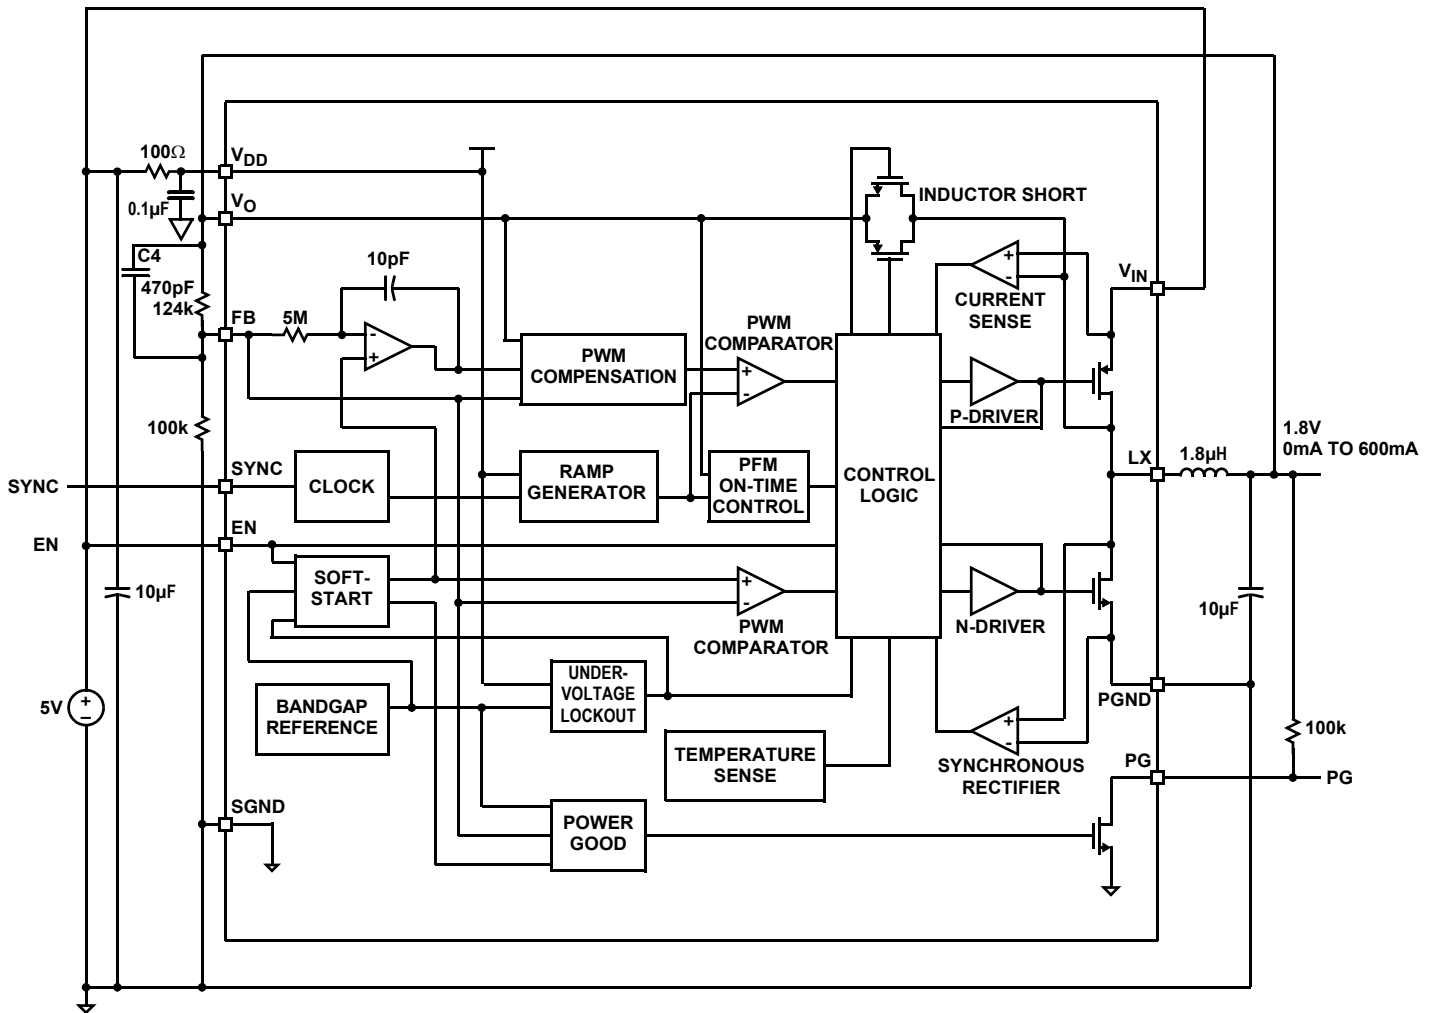 100Ω
VDD
0.1µF
VO
C4
470pF
124k
FB
5M
10pF
INDUCTOR SHORT
+
-
CURRENT
SENSE
VIN
-
+
PWM
COMPENSATION
PWM
COMPARATOR
+
-
P-DRIVER
100k
SYNC
SYNC
CLOCK
RAMP
GENERATOR
PFM
ON-TIME
CONTROL
CONTROL
LOGIC
LX
1.8µH
1.8V
0mA TO 600mA
EN
EN
10µF
SOFT-
START
+
-
PWM
COMPARATOR
N-DRIVER
10µF
5V
+
–
BANDGAP
REFERENCE
UNDER-
VOLTAGE
LOCKOUT
TEMPERATURE
SENSE
+
-
SYNCHRONOUS
RECTIFIER
PGND
100k
PG
PG
SGND
POWER
GOOD